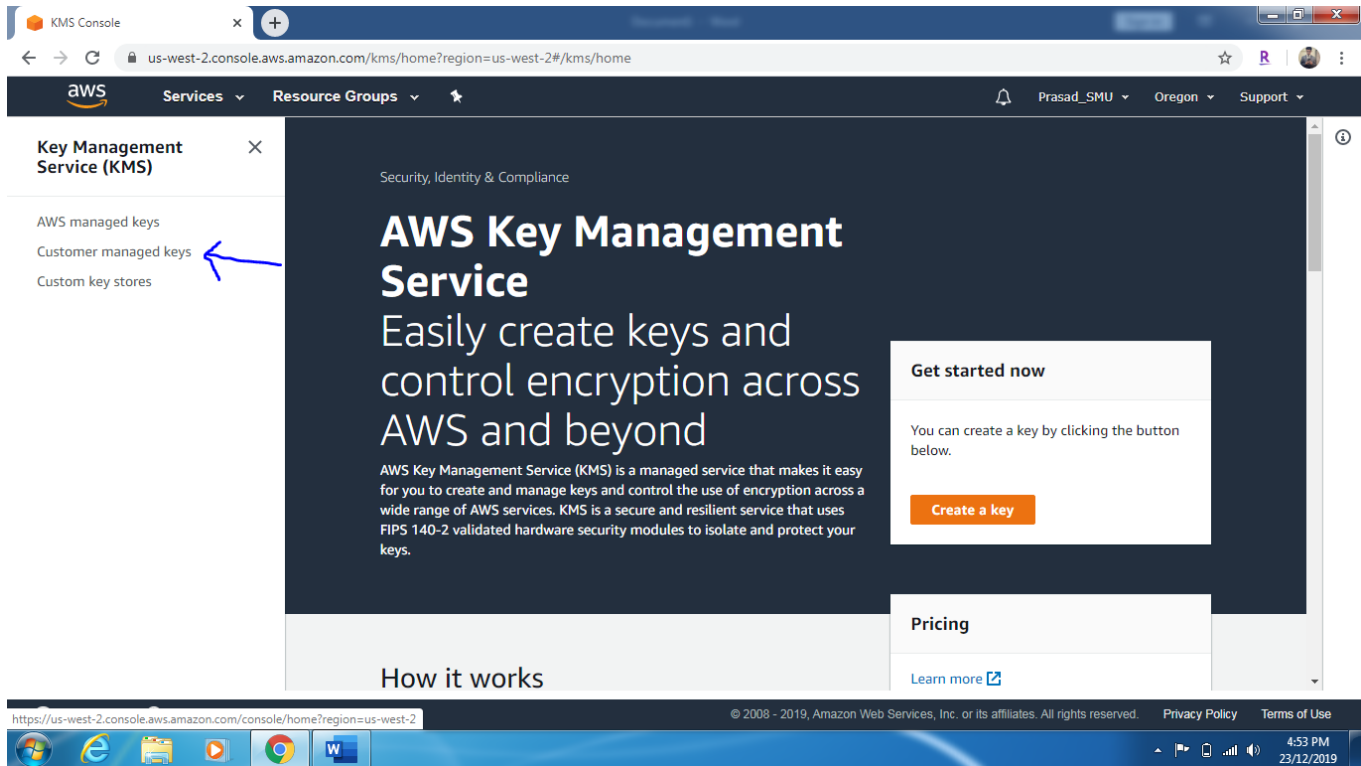 KMS Console
us-west-2.console.aws.amazon.com/kms/home?region=us-west-2#/kms/home
R
aws
Services
Resource Groups
Prasad_SMU
Oregon
Support
Key Management
Service (KMS)
AWS managed keys
Customer managed keys
Custom key stores
Security, Identity & Compliance
AWS Key Management
Service
Easily create keys and
control encryption across
AWS and beyond
AWS Key Management Service (KMS) is a managed service that makes it easy
for you to create and manage keys and control the use of encryption across a
wide range of AWS services. KMS is a secure and resilient service that uses
FIPS 140-2 validated hardware security modules to isolate and protect your
keys.
Get started now
You can create a key by clicking the button
below.
Create a key
Pricing
Learn more
How it works
https://us-west-2.console.aws.amazon.com/console/home?region=us-west-2
© 2008 - 2019, Amazon Web Services, Inc. or its affiliates. All rights reserved.
Privacy Policy
Terms of Use
W
4:53 PM
23/12/2019